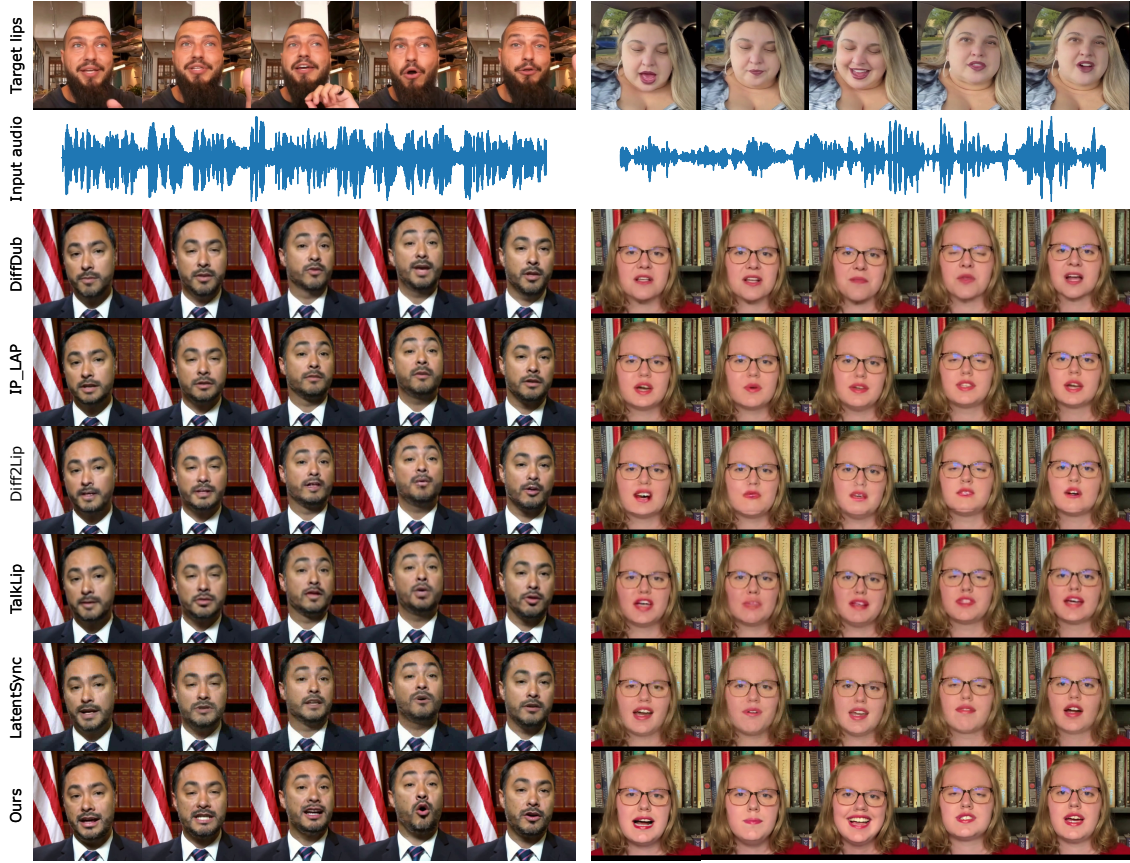 Target lips
Input audio
DiffDub
IP_LAP
Diff2Lip
TalkLip
LatentSync
Ours